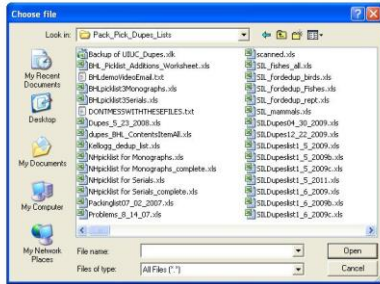 Choose file
Look in: Pack_Pick_Dupes_Lists
My Recent Documents
Desktop
My Documents
My Computer
My Network Places
Backup of UIUC_Dupes.xlk
BHL_Picklist_Additions_Worksheet.xls
BHLdemoVideoEmail.txt
BHLpicklist3Monographs.xls
BHLpicklist3Serials.xls
DONTMESSWITHTHESEFILES.txt
Dupes_5_23_2008.xls
dupes_BHL_ContentsItemAll.xls
Kellogg_dedup_list.xls
NHpicklist for Monographs.xls
NHpicklist for Monographs_complete.xls
NHpicklist for Serials.xls
NHpicklist for Serials_complete.xls
Packinglist07_02_2007.xls
Problems_8_14_07.xls
scanned.xls
SIL_fishes_all.xls
SIL_fordedup_birds.xls
SIL_fordedup_Fishes.xls
SIL_fordedup_rept.xls
SIL_mammals.xls
SILDupes04_30_2009.xls
SILDupes12_22_2009.xls
SILDupeslist1_5_2009.xls
SILDupeslist1_5_2009b.xls
SILDupeslist1_5_2009c.xls
SILDupeslist1_5_2011.xls
SILDupeslist1_6_2009.xls
SILDupeslist1_6_2009b.xls
SILDupeslist1_6_2009c.xls
File name:
Open
Files of type: All Files (*.*)
Cancel